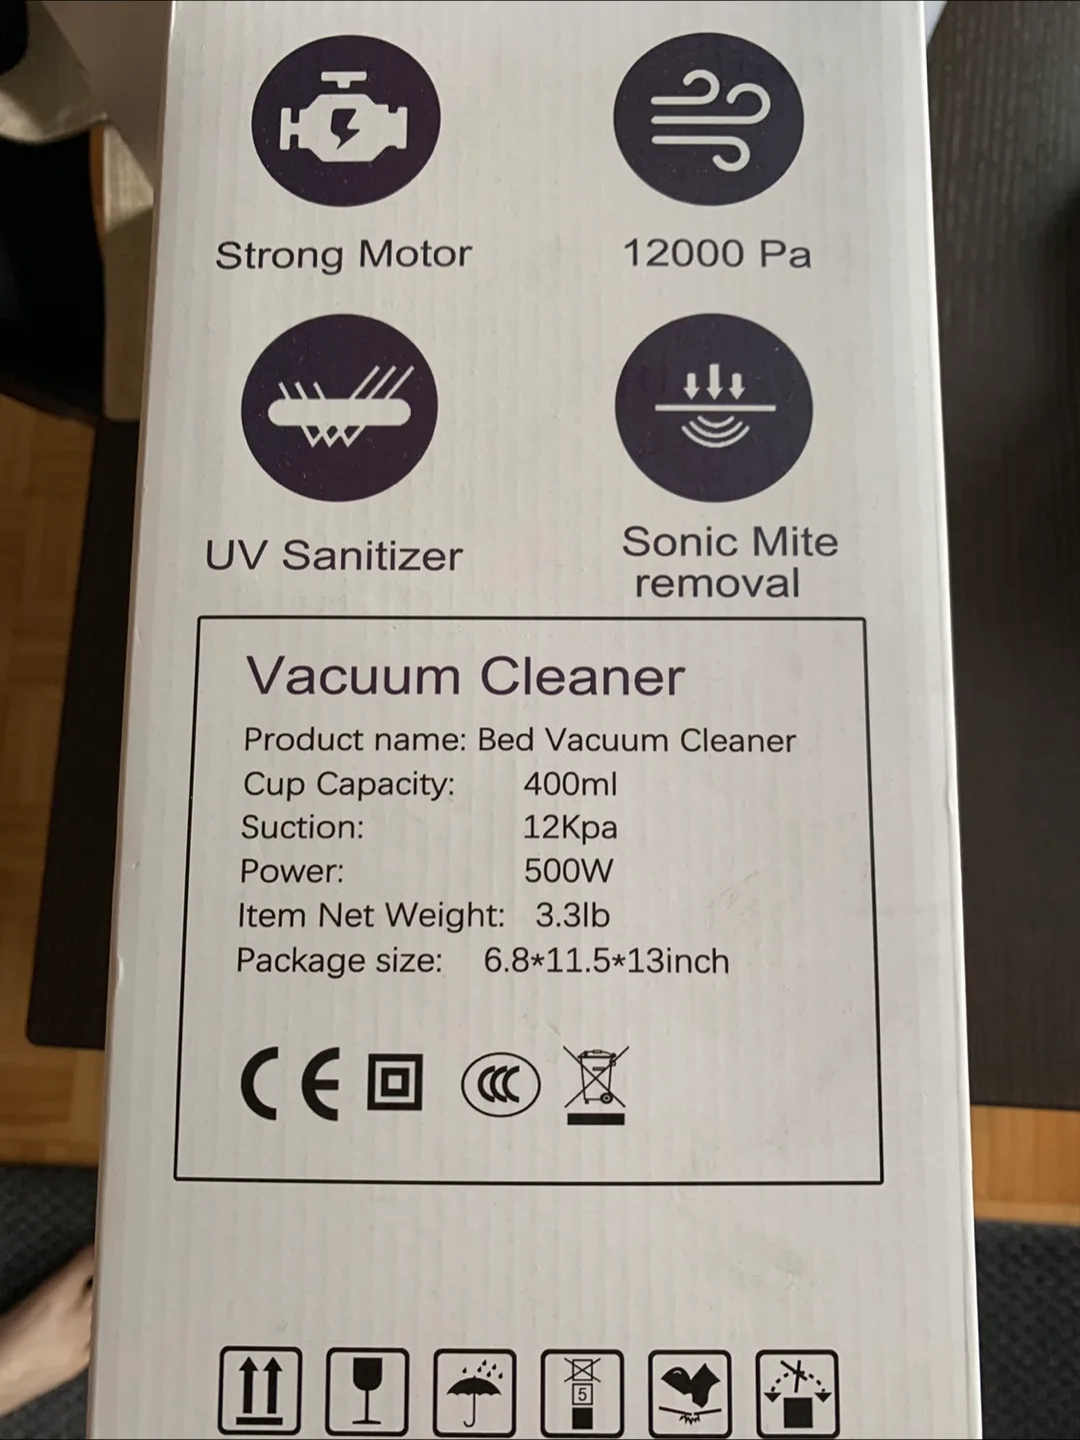 Strong Motor
12000 Pa
UV Sanitizer
Sonic Mite
removal
Vacuum Cleaner
Product name: Bed Vacuum Cleaner
Cup Capacity: 400ml
Suction: 12Kpa
Power: 500W
Item Net Weight: 3.3lb
Package size: 6.8*11.5*13inch
CE CCC
5